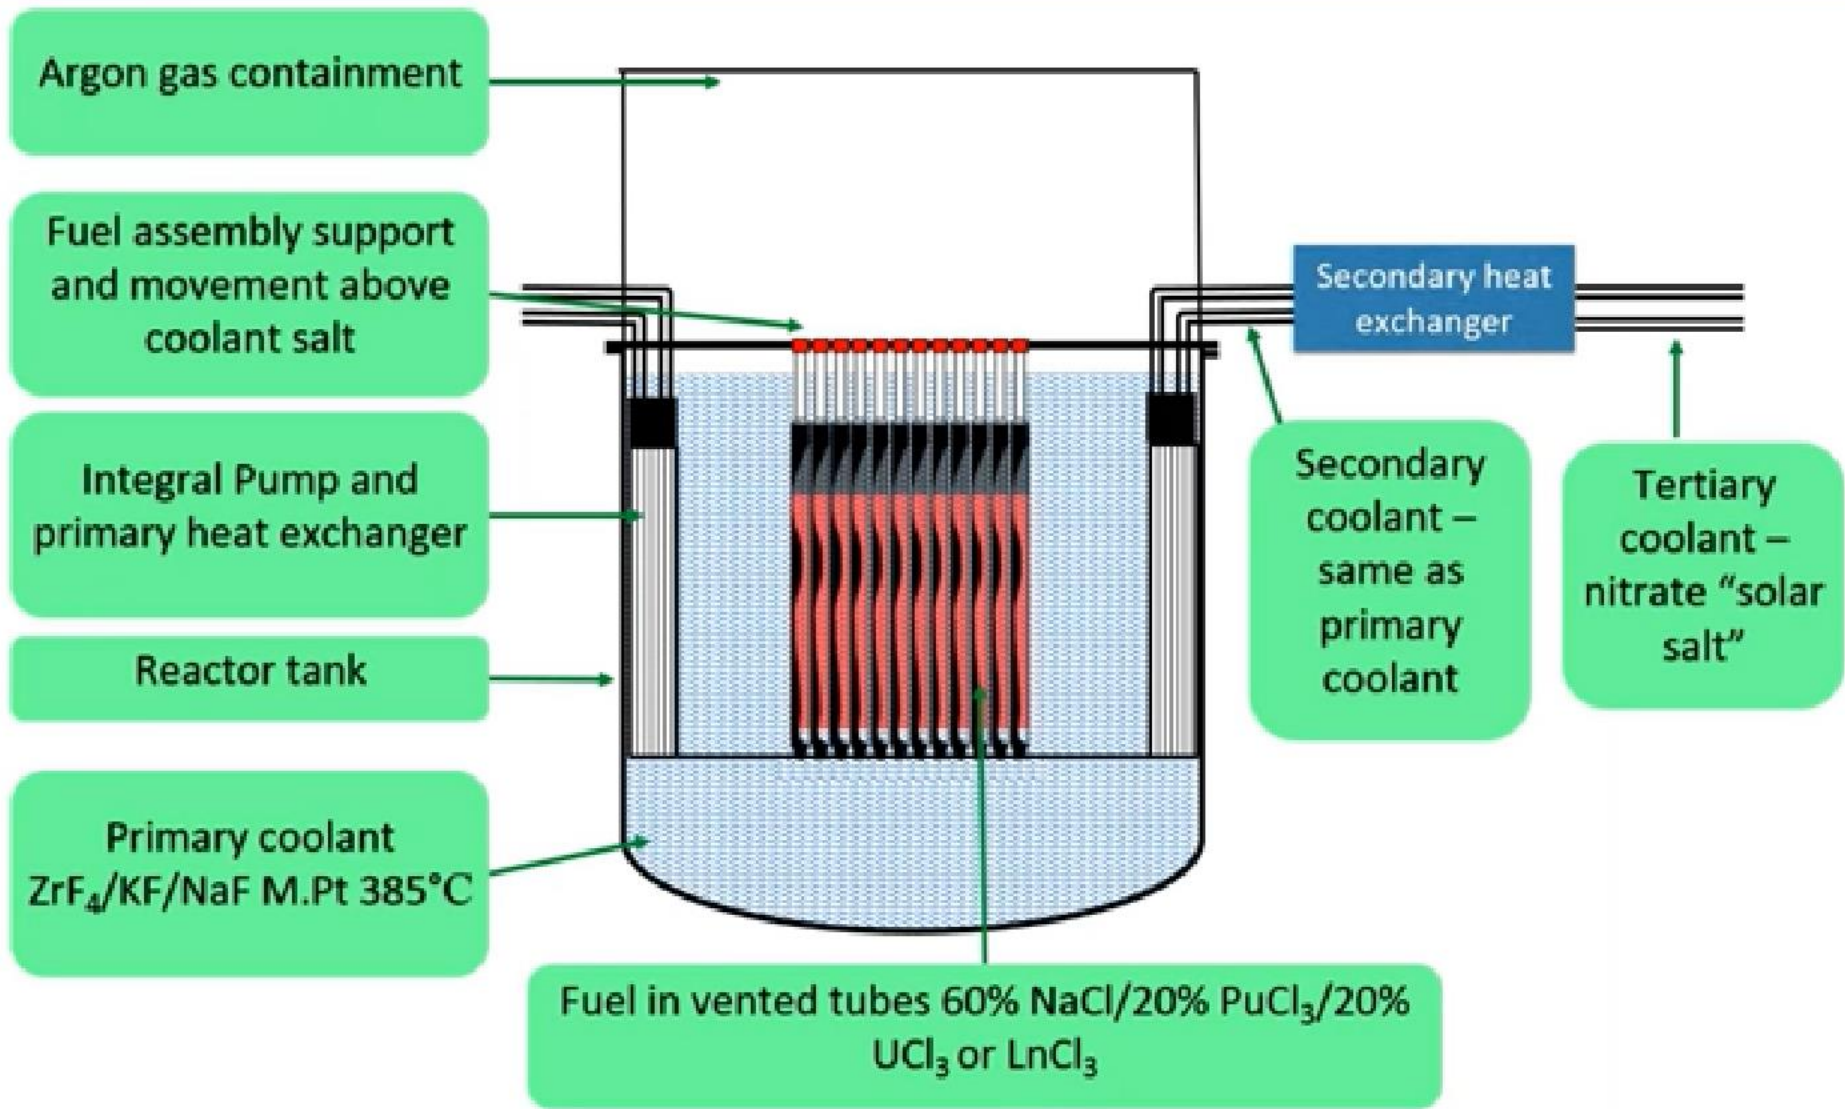 Argon gas containment
Fuel assembly support
and movement above
coolant salt
Integral Pump and
primary heat exchanger
Reactor tank
Primary coolant
ZrF₄/KF/NaF M.Pt 385°C
Secondary heat
exchanger
Secondary
coolant –
same as
primary
coolant
Tertiary
coolant –
nitrate “solar
salt”
Fuel in vented tubes 60% NaCl/20% PuCl₃/20%
UCl₃ or LnCl₃